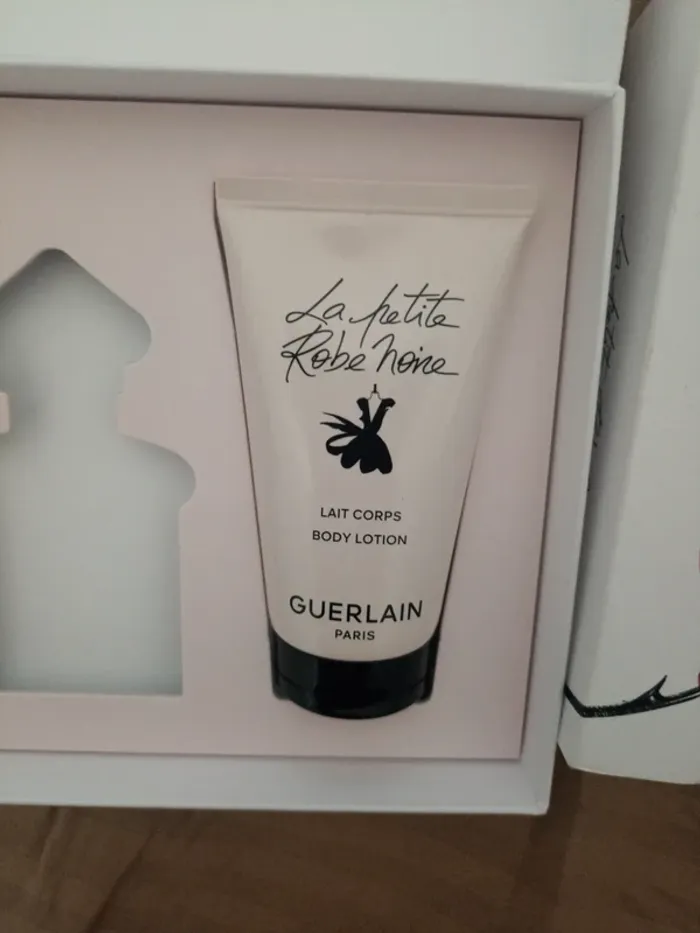 La petite
Robe noire
LAIT CORPS
BODY LOTION
GUERLAIN
PARIS